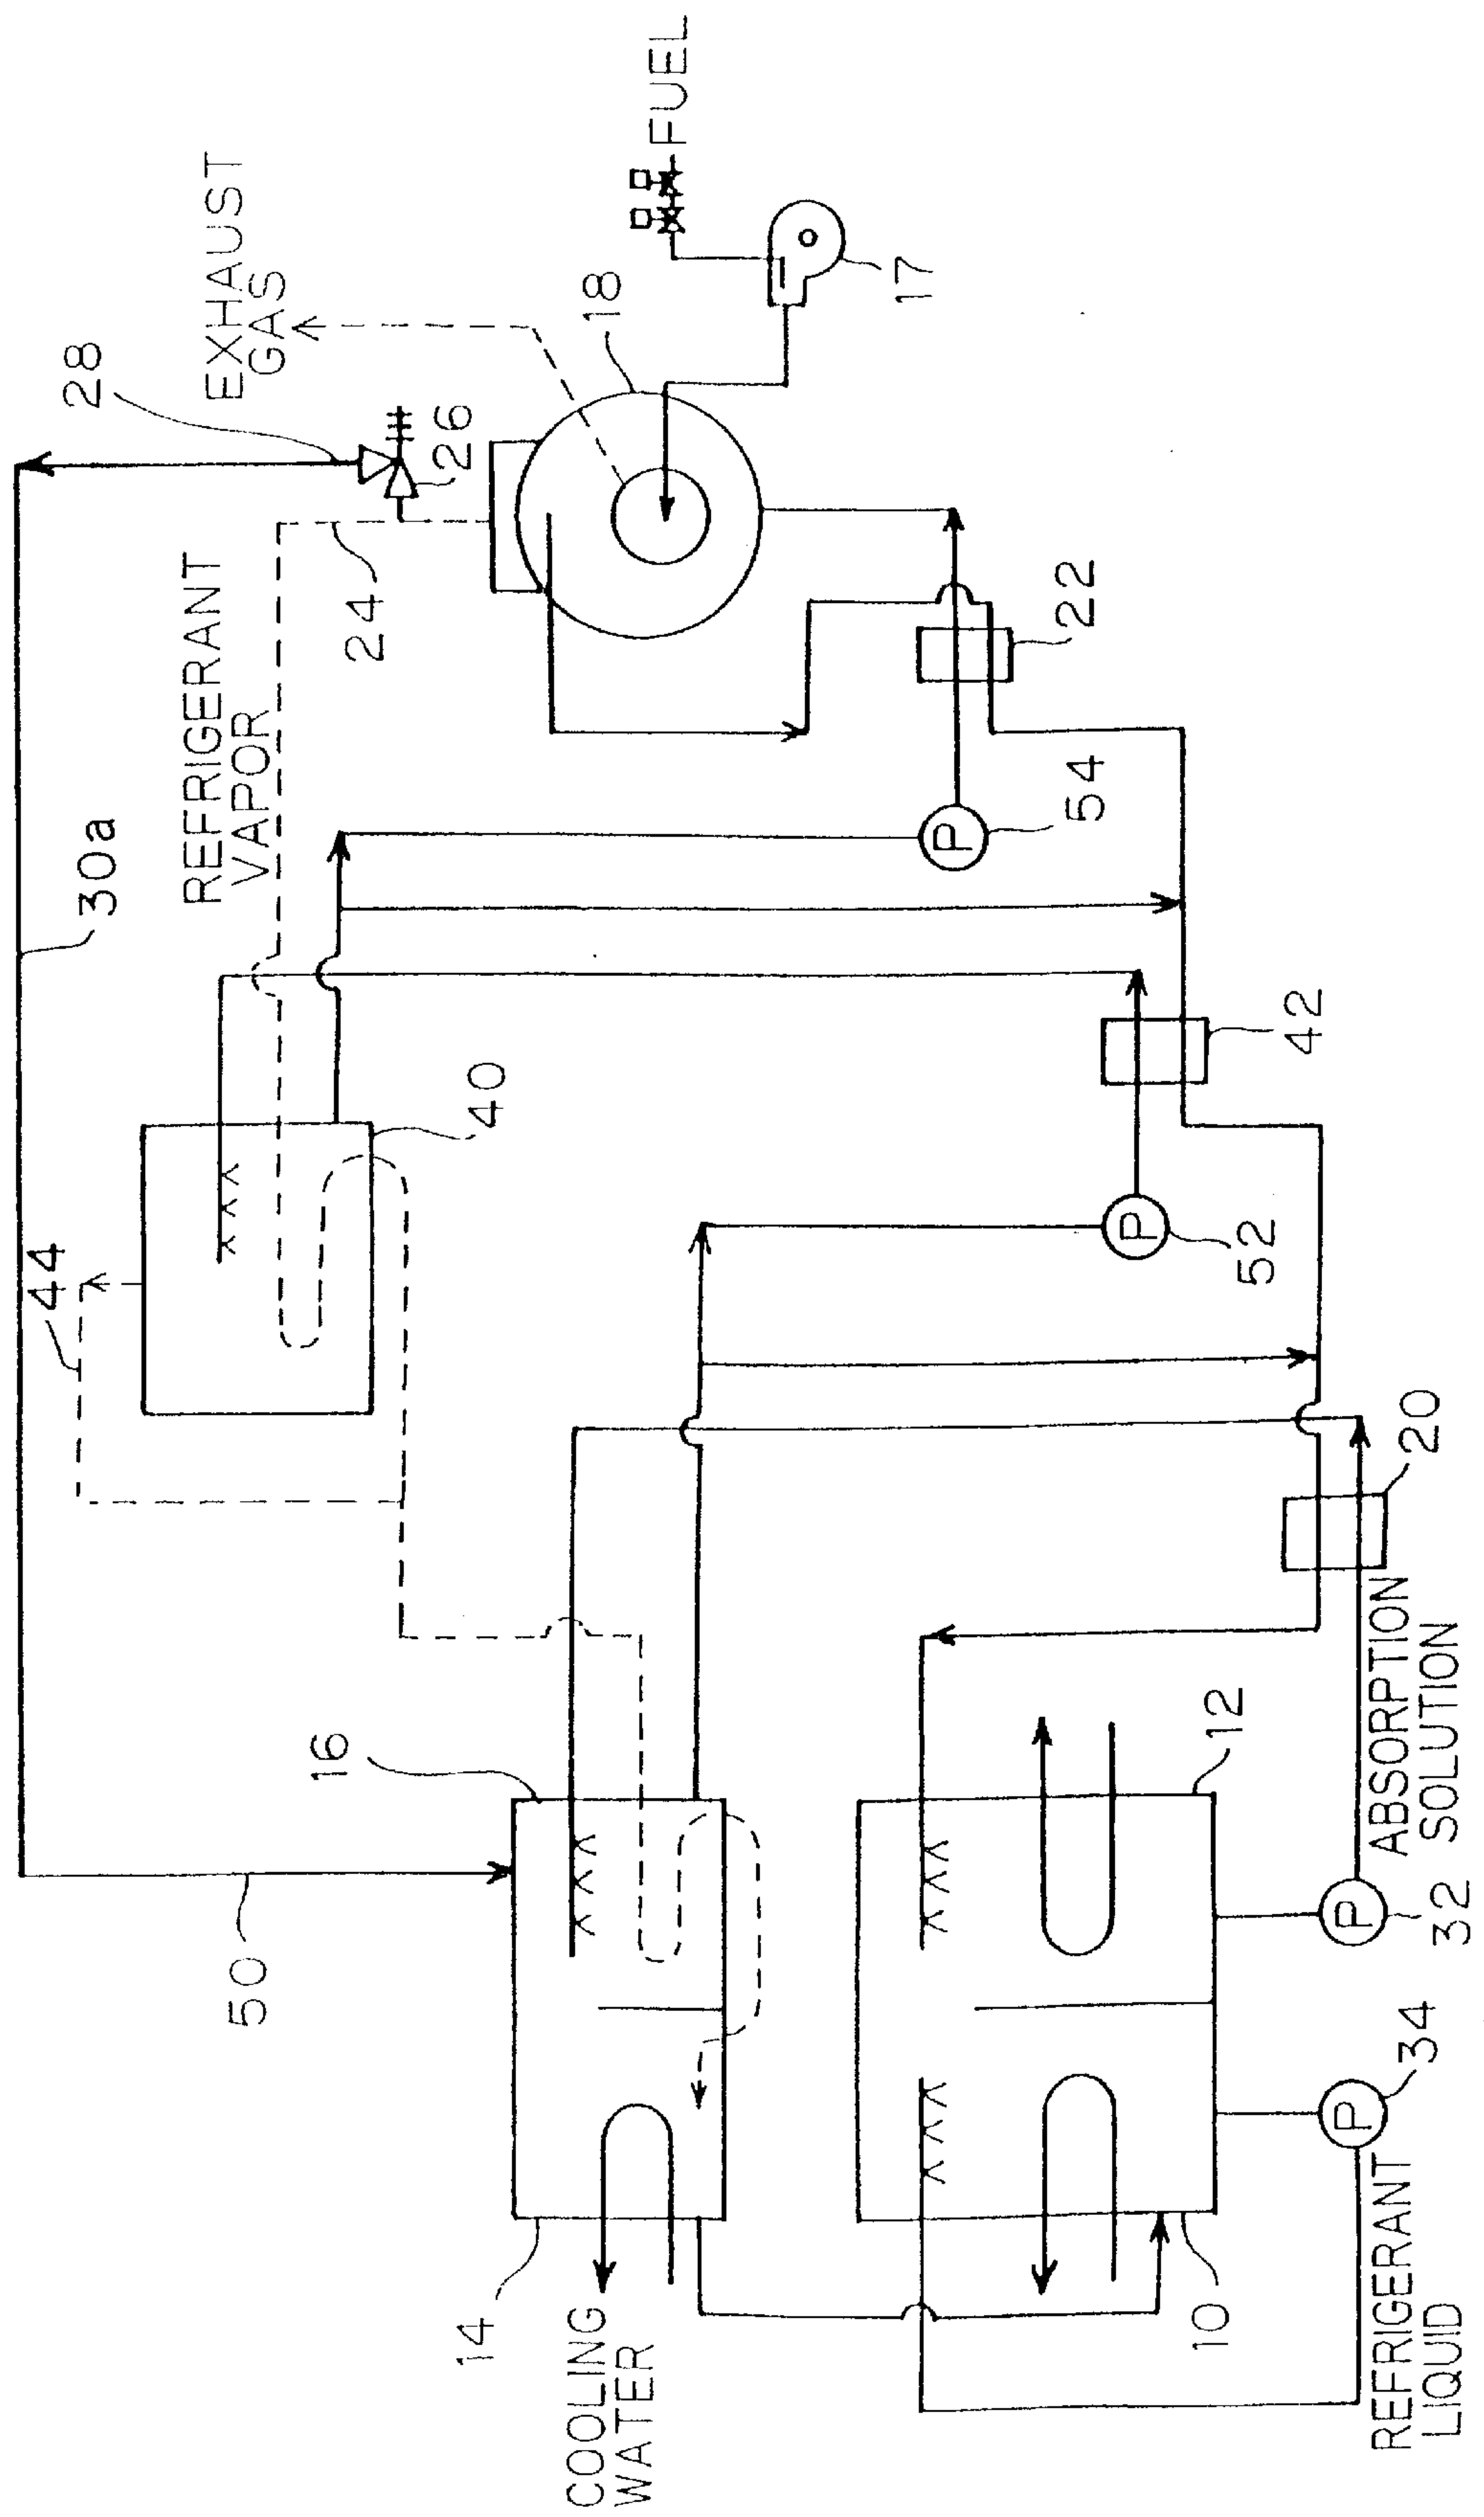 44
30a
28
50
REFRIGERANT
VAPOR
EXHAUST
GAS
24
26
16
40
18
FUEL
14
17
COOLING
WATER
P
54
22
P
52
42
10
12
20
REFRIGERANT
LIQUID
P
34
P
32
ABSORPTION
SOLUTION